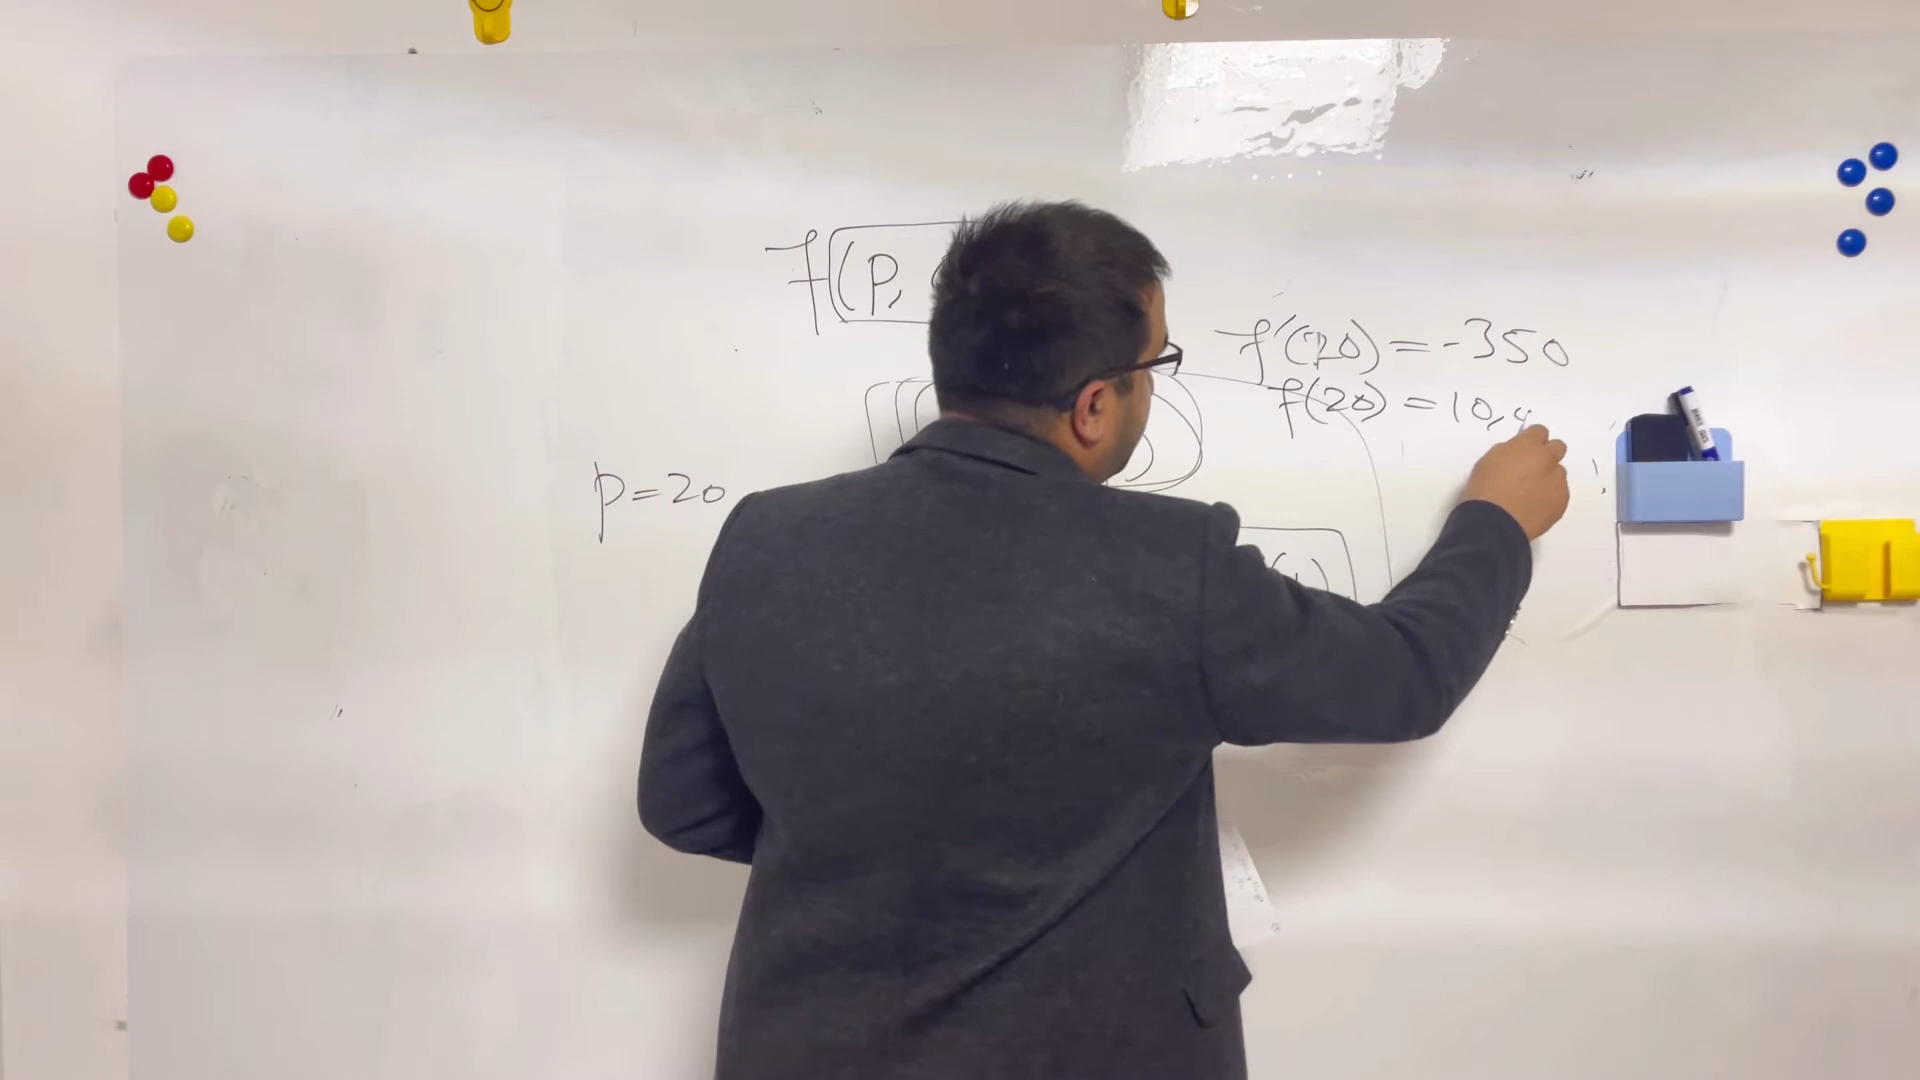 f(P,
f'(20) = -350
f(20) = 10,
p = 20